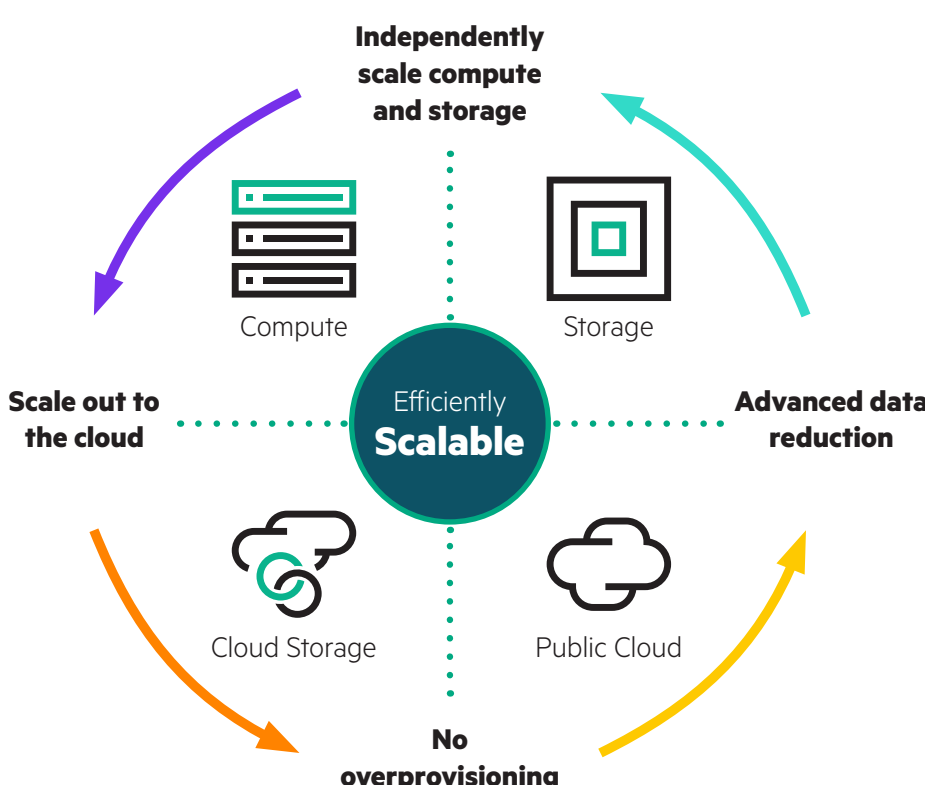 Independently
scale compute
and storage
Compute
Storage
Scale out to
the cloud
Efficiently
Scalable
Advanced data
reduction
Cloud Storage
Public Cloud
No
overprovisioning